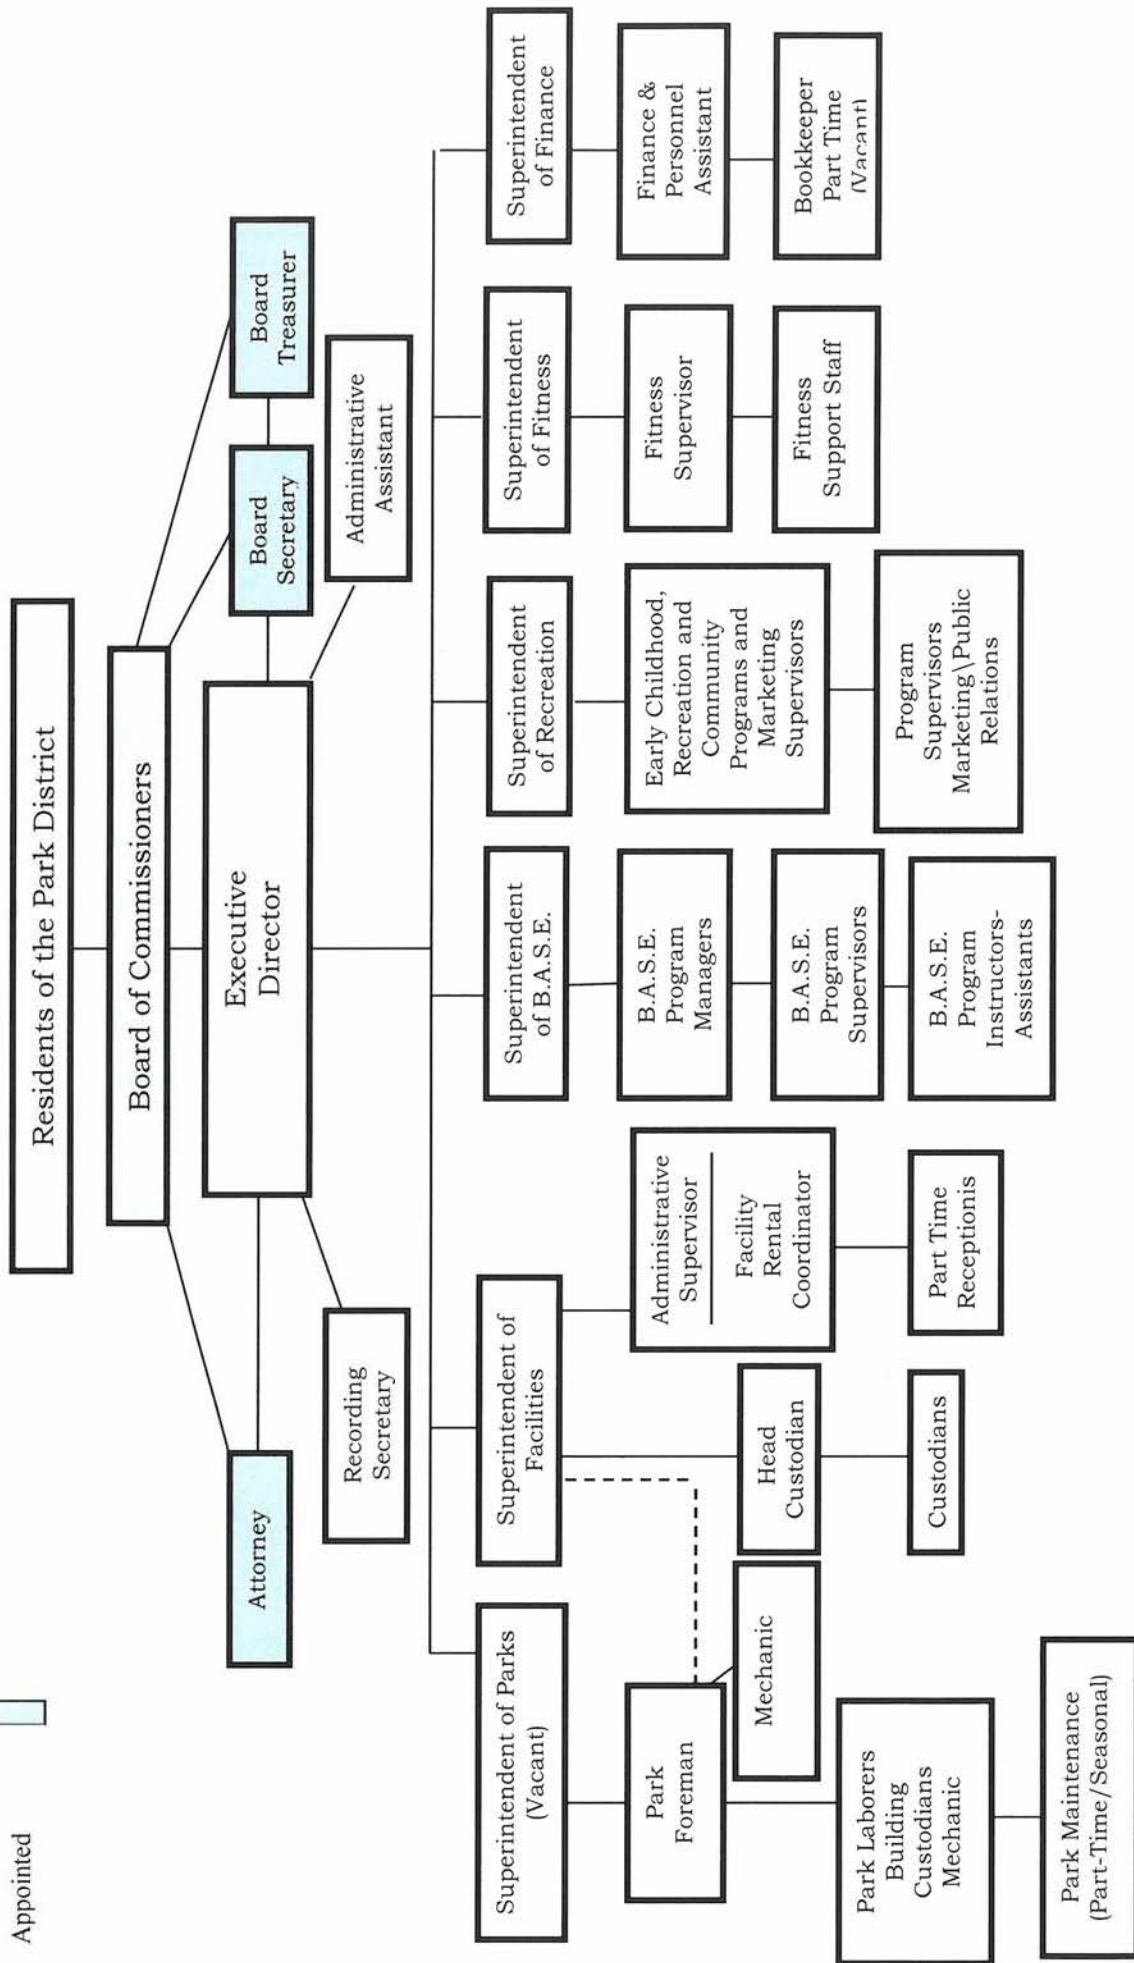 Appointed
Residents of the Park District
Board of Commissioners
Executive
Director
Attorney
Board
Secretary
Board
Treasurer
Recording
Secretary
Administrative
Assistant
Superintendent of Parks
(Vacant)
Park
Foreman
Mechanic
Park Laborers
Building
Custodians
Mechanic
Park Maintenance
(Part-Time/Seasonal)
Superintendent of
Facilities
Head
Custodian
Custodians
Administrative
Supervisor
Facility
Rental
Coordinator
Part Time
Receptionis
Superintendent
of B.A.S.E.
B.A.S.E.
Program
Managers
B.A.S.E.
Program
Supervisors
B.A.S.E.
Program
Instructors-
Assistants
Superintendent
of Recreation
Early Childhood,
Recreation and
Community
Programs and
Marketing
Supervisors
Program
Supervisors
Marketing\Public
Relations
Superintendent
of Fitness
Fitness
Supervisor
Fitness
Support Staff
Superintendent
of Finance
Finance &
Personnel
Assistant
Bookkeeper
Part Time
(Vacant)